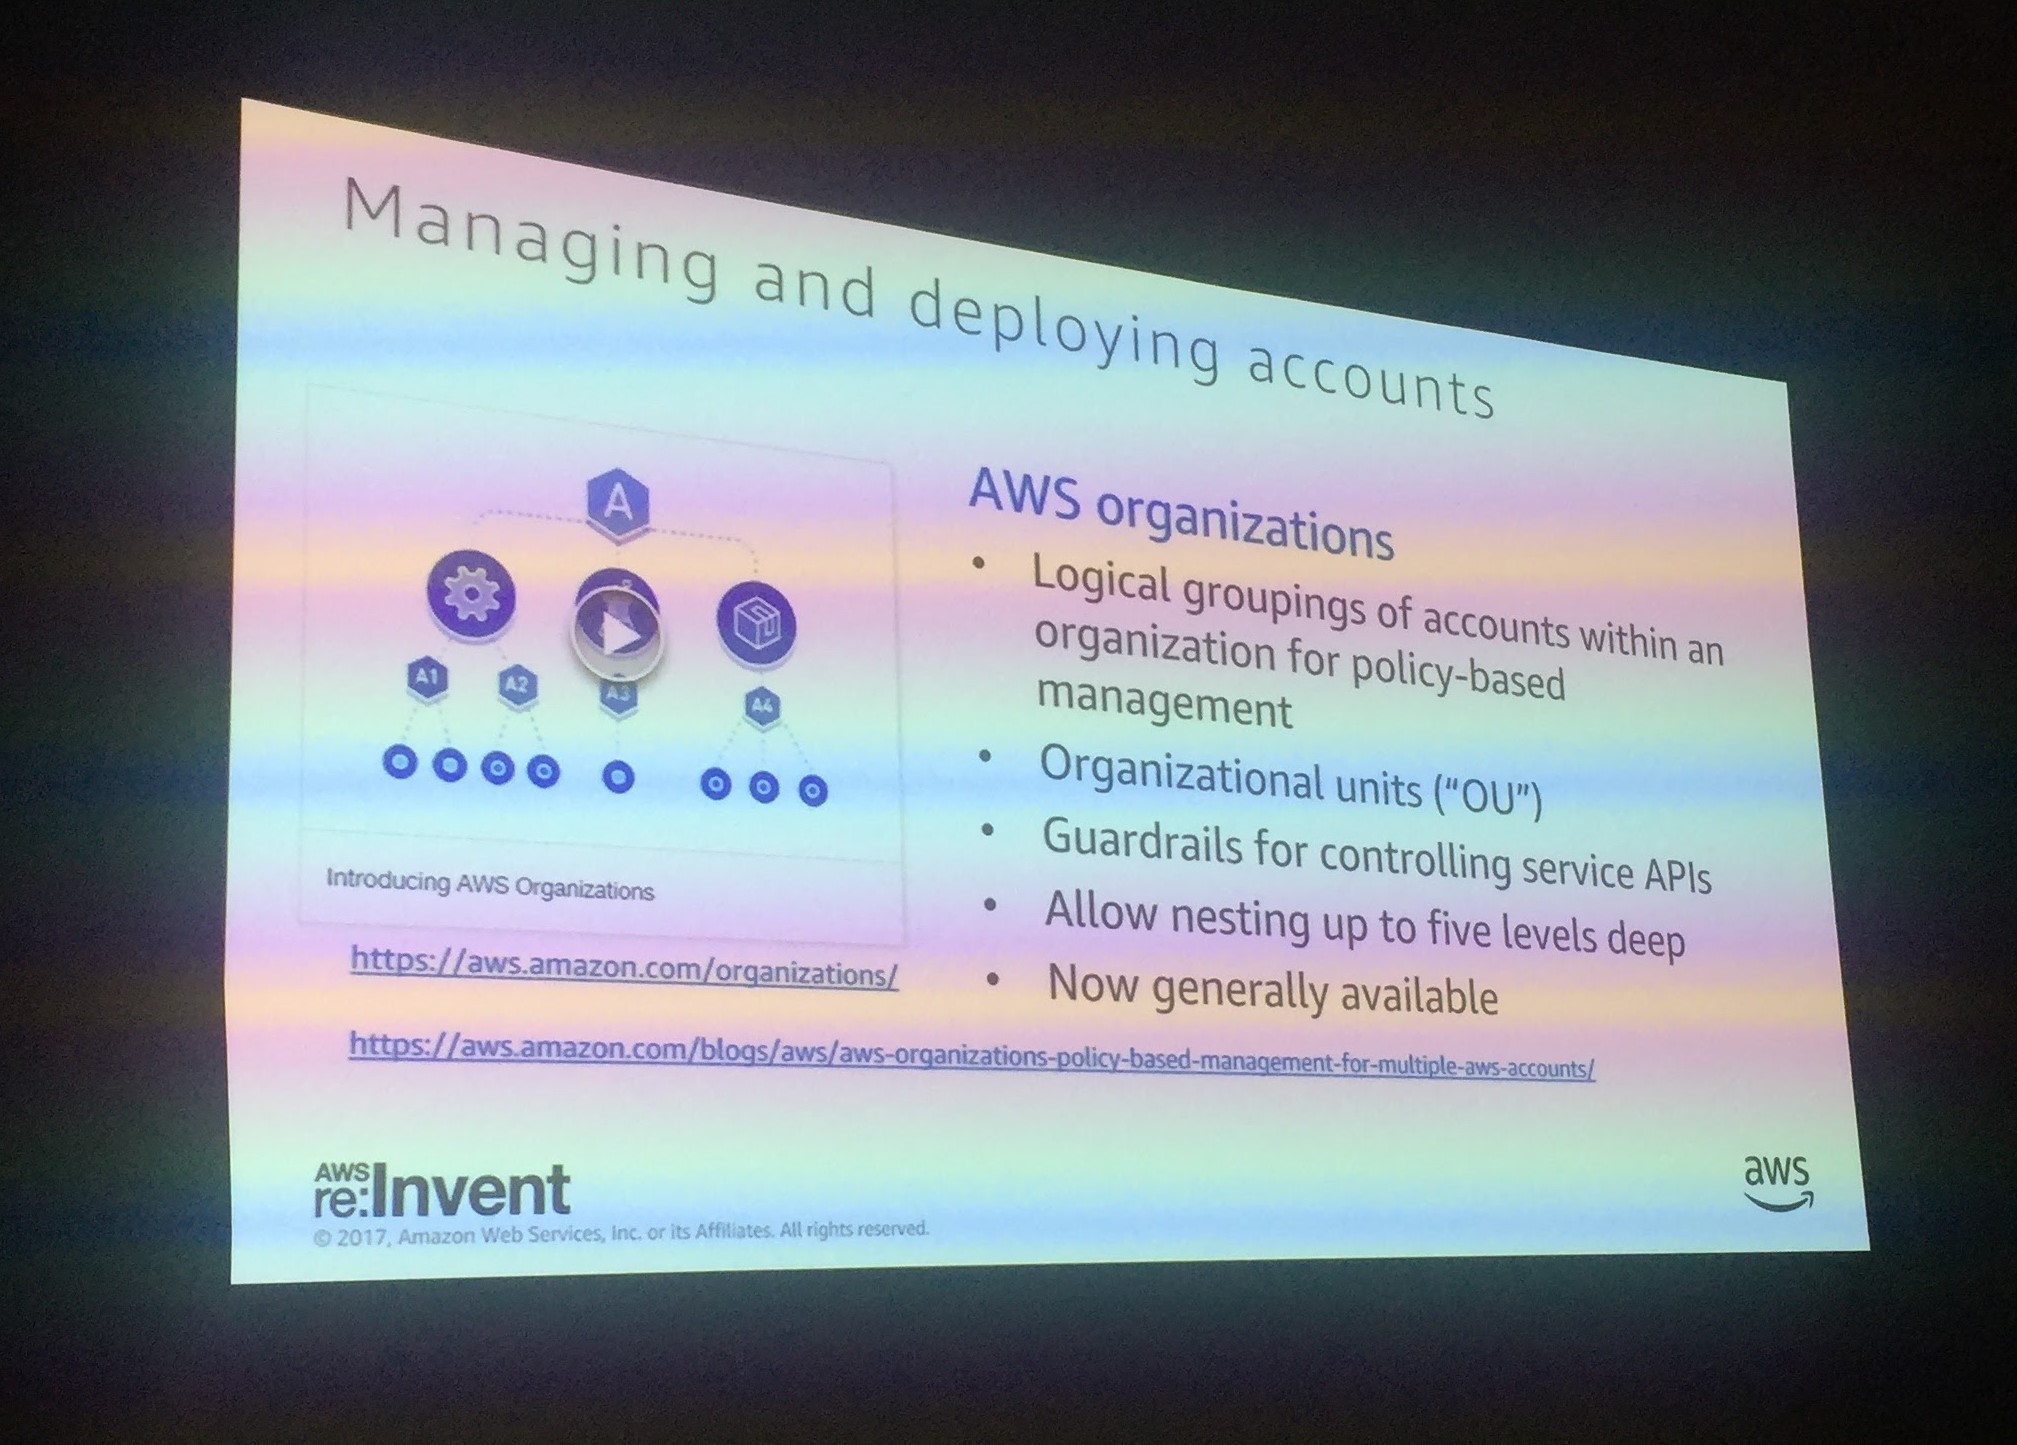 Managing and deploying accounts
A
A1
A2
A3
A4
Introducing AWS Organizations
https://aws.amazon.com/organizations/
AWS organizations
• Logical groupings of accounts within an
organization for policy-based
management
• Organizational units (“OU”)
• Guardrails for controlling service APIs
• Allow nesting up to five levels deep
• Now generally available
https://aws.amazon.com/blogs/aws/aws-organizations-policy-based-management-for-multiple-aws-accounts/
AWS
re:Invent
© 2017, Amazon Web Services, Inc. or its Affiliates. All rights reserved.
aws